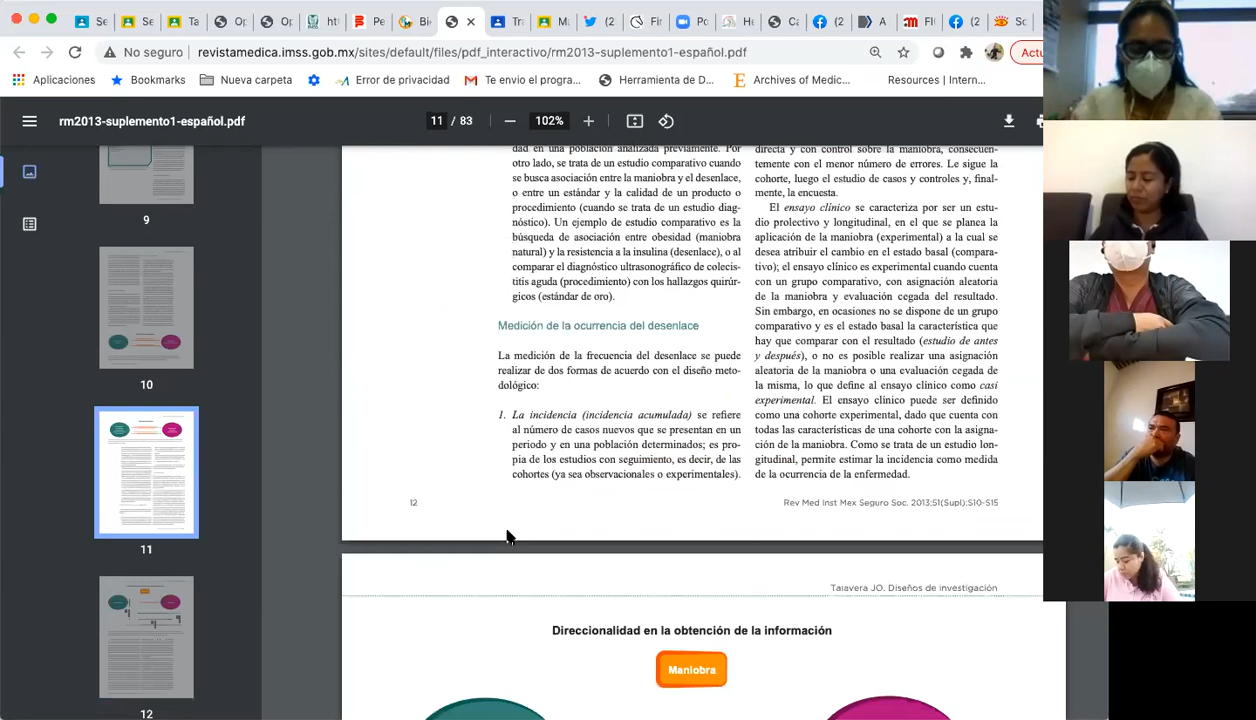 Se
Se
Ta
Op
Op
htt
Pe
Bi
Tra
M
(2
Fir
Po
He
Ca
(2
A
FI
(2
So
No seguro
revistamedica.imss.gob.mx/sites/default/files/pdf_interactivo/rm2013-suplemento1-español.pdf
Actu
Aplicaciones
Bookmarks
Nueva carpeta
Error de privacidad
Te envio el progra...
Herramienta de D...
Archives of Medic...
Resources | Intern...
rm2013-suplemento1-español.pdf
11 / 83
102%
9
10
11
12
dad en una población analizada previamente. Por
otro lado, se trata de un estudio comparativo cuando
se busca asociación entre la maniobra y el desenlace,
o entre un estándar y la calidad de un producto o
procedimiento (cuando se trata de un estudio diag-
nóstico). Un ejemplo de estudio comparativo es la
búsqueda de asociación entre obesidad (maniobra
natural) y la resistencia a la insulina (desenlace), o al
comparar el diagnóstico ultrasonográfico de colecis-
titis aguda (procedimiento) con los hallazgos quirúr-
gicos (estándar de oro).
Medición de la ocurrencia del desenlace
La medición de la frecuencia del desenlace se puede
realizar de dos formas de acuerdo con el diseño meto-
dológico:
1. La incidencia (incidencia acumulada) se refiere
al número de casos nuevos que se presentan en un
periodo y en una población determinados; es pro-
pia de los estudios con seguimiento, es decir, de las
cohortes (ya sea observacionales o experimentales).
directa y con control sobre la maniobra, consecuen-
temente con el menor número de errores. Le sigue la
cohorte, luego el estudio de casos y controles y, final-
mente, la encuesta.
El ensayo clínico se caracteriza por ser un estu-
dio prolectivo y longitudinal, en el que se planea la
aplicación de la maniobra (experimental) a la cual se
desea atribuir el cambio en el estado basal (compara-
tivo); el ensayo clínico es experimental cuando cuenta
con un grupo comparativo, con asignación aleatoria
de la maniobra y evaluación cegada del resultado.
Sin embargo, en ocasiones no se dispone de un grupo
comparativo y es el estado basal la característica que
hay que comparar con el resultado (estudio de antes
y después), o no es posible realizar una asignación
aleatoria de la maniobra o una evaluación cegada de
la misma, lo que define al ensayo clínico como casi
experimental. El ensayo clínico puede ser definido
como una cohorte experimental, dado que cuenta con
todas las características de una cohorte con la asigna-
ción de la maniobra. Como se trata de un estudio lon-
gitudinal, permite estimar la incidencia como medida
de la ocurrencia de la enfermedad.
12
Rev Med Inst Mex Seguro Soc. 2013;51(Supl):S10-S15
Talavera JO. Diseños de investigación
Direccionalidad en la obtención de la información
Maniobra